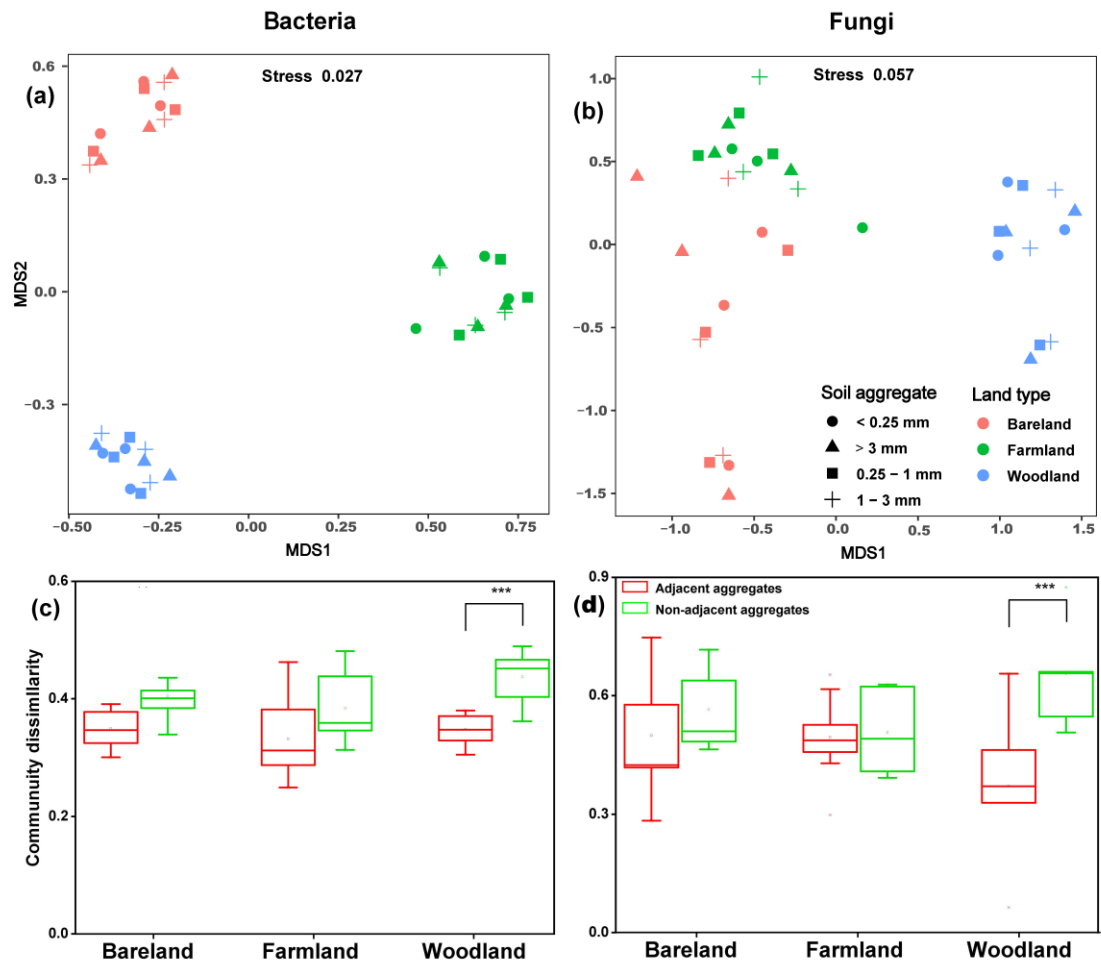 Bacteria
Fungi
(a)
Stress 0.027
0.6
0.3
0.0
−0.3
MDS2
−0.50
−0.25
0.00
0.25
0.50
0.75
MDS1
(b)
Stress 0.057
1.0
0.5
0.0
−0.5
−1.0
−1.5
Soil aggregate
< 0.25 mm
> 3 mm
0.25 − 1 mm
1 − 3 mm
Land type
Bareland
Farmland
Woodland
−1.0
−0.5
0.0
0.5
1.0
1.5
MDS1
(c)
***
0.6
0.4
0.2
0.0
Communuity dissimilarity
Bareland
Farmland
Woodland
(d)
Adjacent aggregates
Non-adjacent aggregates
***
0.9
0.6
0.3
0.0
Bareland
Farmland
Woodland